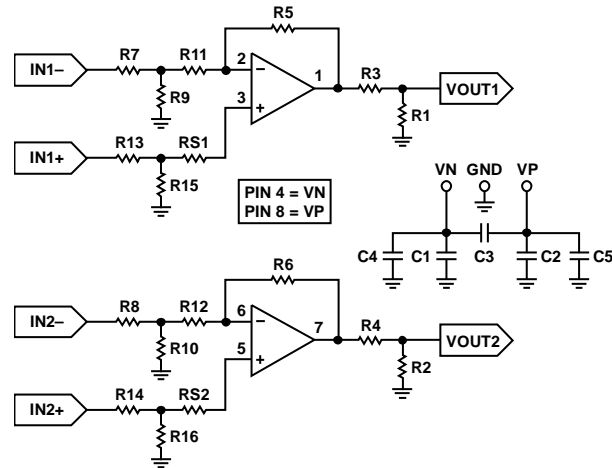 R5
R7
R11
IN1–
2
–
1
R3
VOUT1
R9
3
+
R1
R13
RS1
IN1+
R15
PIN 4 = VN
PIN 8 = VP
VN
GND
VP
C4
C1
C3
C2
C5
R6
R8
R12
IN2–
6
–
7
R4
VOUT2
R10
5
+
R2
R14
RS2
IN2+
R16